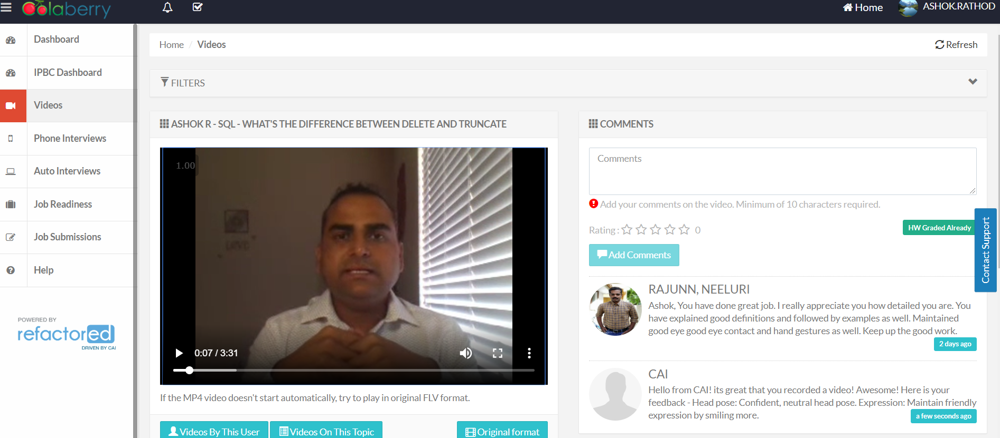 Colaberry
Home
ASHOK.RATHOD
Dashboard
IPBC Dashboard
Videos
Phone Interviews
Auto Interviews
Job Readiness
Job Submissions
Help
POWERED BY
refactored
DRIVEN BY CAI
Home / Videos
Refresh
FILTERS
ASHOK R - SQL - WHAT'S THE DIFFERENCE BETWEEN DELETE AND TRUNCATE
1.00
0:07 / 3:31
If the MP4 video doesn't start automatically, try to play in original FLV format.
Videos By This User
Videos On This Topic
Original format
COMMENTS
Comments
Add your comments on the video. Minimum of 10 characters required.
Rating : 0
HW Graded Already
Add Comments
Contact Support
RAJUNN, NEELURI
Ashok, You have done great job. I really appreciate you how detailed you are. You
have explained good definitions and followed by examples as well. Maintained
good eye good eye contact and hand gestures as well. Keep up the good work.
2 days ago
CAI
Hello from CAI! its great that you recorded a video! Awesome! Here is your
feedback - Head pose: Confident, neutral head pose. Expression: Maintain friendly
expression by smiling more.
a few seconds ago